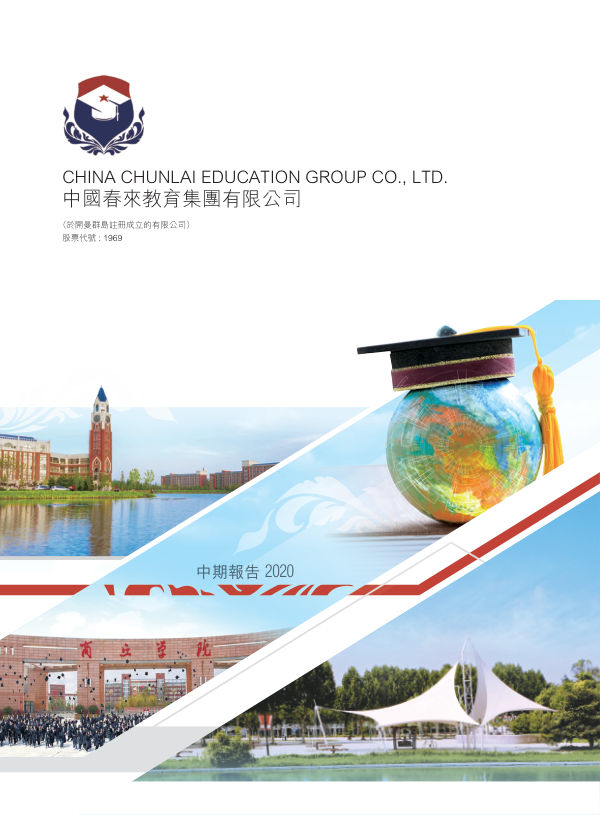 CHINA CHUNLAI EDUCATION GROUP CO., LTD.
中國春來教育集團有限公司
(於開曼群島註冊成立的有限公司)
股票代號 : 1969
中期報告 2020
商丘學院